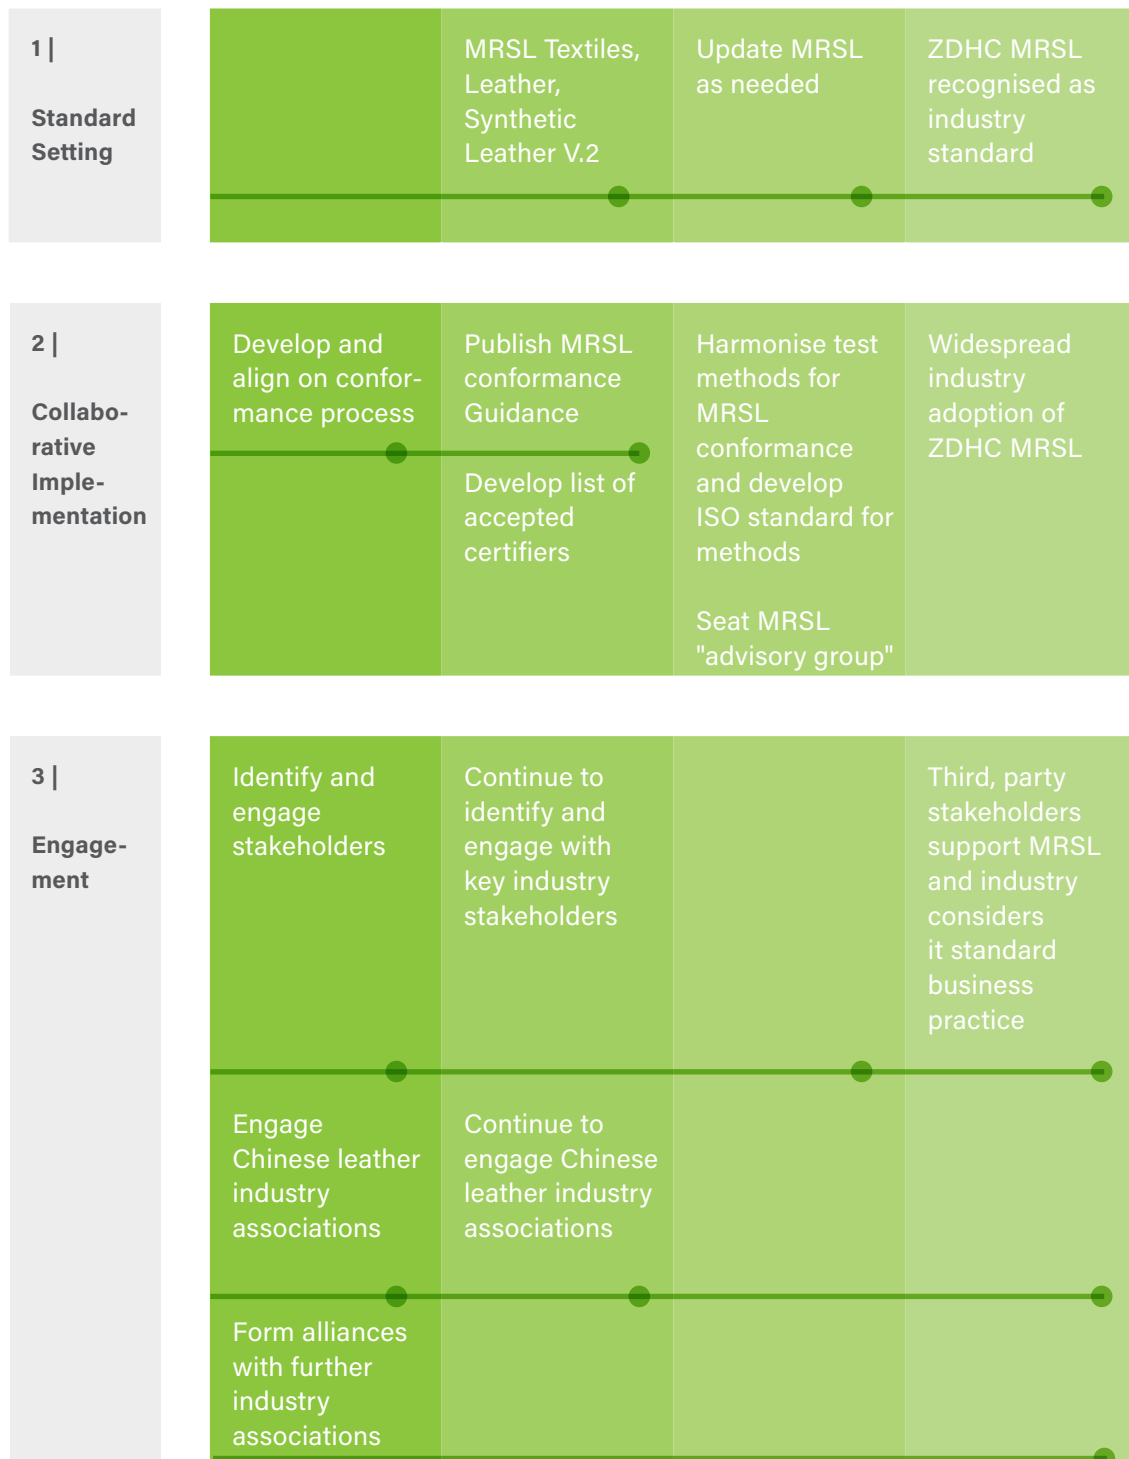 1 |
Standard
Setting
MRSL Textiles,
Leather,
Synthetic
Leather V.2
Update MRSL
as needed
ZDHC MRSL
recognised as
industry
standard
2 |
Collabo-
rative
Imple-
mentation
Develop and
align on confor-
mance process
Publish MRSL
conformance
Guidance
Develop list of
accepted
certifiers
Harmonise test
methods for
MRSL
conformance
and develop
ISO standard for
methods
Seat MRSL
"advisory group"
Widespread
industry
adoption of
ZDHC MRSL
3 |
Engage-
ment
Identify and
engage
stakeholders
Continue to
identify and
engage with
key industry
stakeholders
Third, party
stakeholders
support MRSL
and industry
considers
it standard
business
practice
Engage
Chinese leather
industry
associations
Continue to
engage Chinese
leather industry
associations
Form alliances
with further
industry
associations